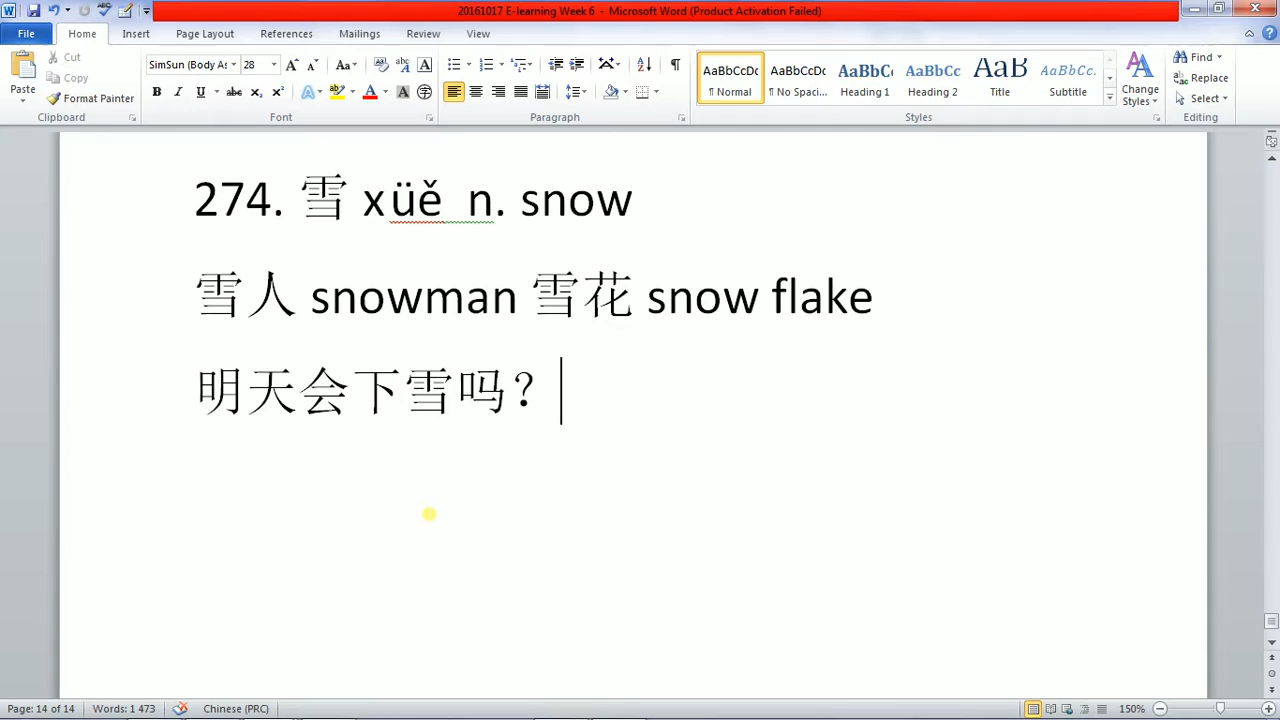 20161017 E-learning Week 6 - Microsoft Word (Product Activation Failed)
File Home Insert Page Layout References Mailings Review View
Paste Cut Copy Format Painter Clipboard
SimSun (Body As 28 Font
Paragraph
AaBbCcDc ¶ Normal AaBbCcDc ¶ No Spaci... AaBbC Heading 1 AaBbCc Heading 2 AaB Title AaBbCc. Subtitle Change Styles Styles
Find Replace Select Editing
274. 雪 xüě n. snow
雪人 snowman 雪花 snow flake
明天会下雪吗？
Page: 14 of 14 Words: 1 473 Chinese (PRC) 150%